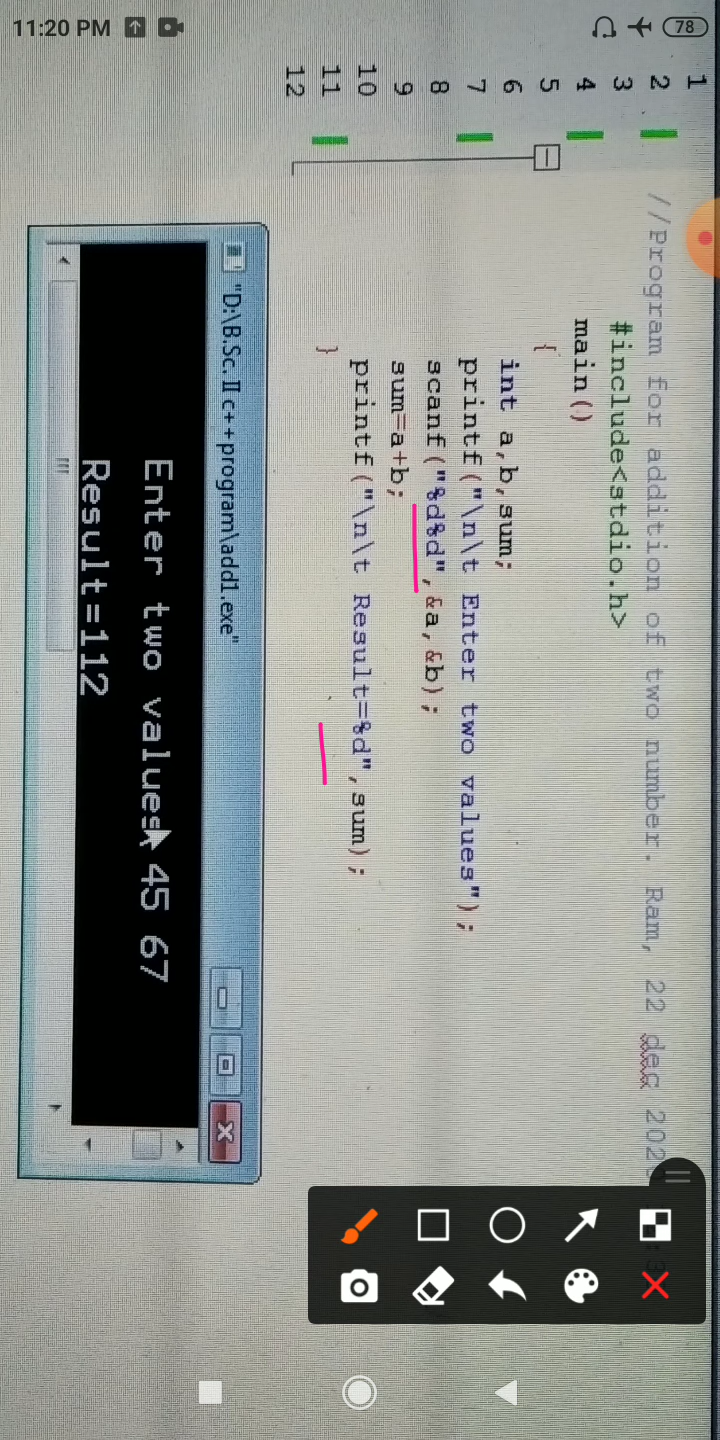 11:20 PM
78
1
2
3
4
5
6
7
8
9
10
11
12
//Program for addition of two number. Ram, 22 dec
#include<stdio.h>
main()
{
int a,b,sum;
printf("\n\t Enter two values");
scanf("%d%d",&a,&b);
sum=a+b;
printf("\n\t Result=%d",sum);
}
"D:\B.Sc. II c++program\add1.exe"
Enter two values 45 67
Result=112